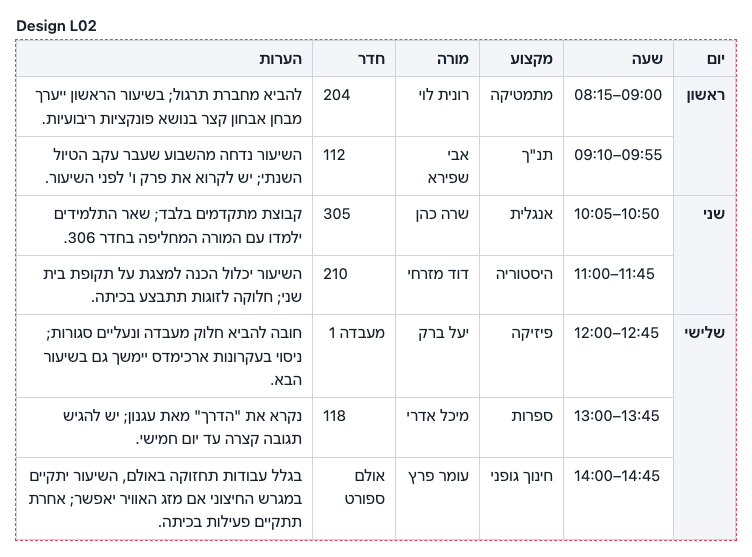 Design L02
יום שעה מקצוע מורה חדר הערות
ראשון 08:15–09:00 מתמטיקה רונית לוי 204 להביא מחברת תרגול; בשיעור הראשון ייערך
מבחן אבחון קצר בנושא פונקציות ריבועיות.
09:10–09:55 תנ"ך אבי 112 השיעור נדחה מהשבוע שעבר עקב הטיול
שפירא השנתי; יש לקרוא את פרק ו' לפני השיעור.
שני 10:05–10:50 אנגלית שרה כהן 305 קבוצת מתקדמים בלבד; שאר התלמידים
ילמדו עם המורה המחליפה בחדר 306.
11:00–11:45 היסטוריה דוד מזרחי 210 השיעור יכלול הכנה למצגת על תקופת בית
שני; חלוקה לזוגות תתבצע בכיתה.
שלישי 12:00–12:45 פיזיקה יעל ברק מעבדה 1 חובה להביא חלוק מעבדה ונעליים סגורות;
ניסוי בעקרונות ארכימדס יימשך גם בשיעור
הבא.
13:00–13:45 ספרות מיכל אדרי 118 נקרא את "הדרך" מאת עגנון; יש להגיש
תגובה קצרה עד יום חמישי.
14:00–14:45 חינוך גופני עומר פרץ אולם בגלל עבודות תחזוקה באולם, השיעור יתקיים
ספורט במגרש החיצוני אם מזג האוויר יאפשר; אחרת
תתקיים פעילות בכיתה.